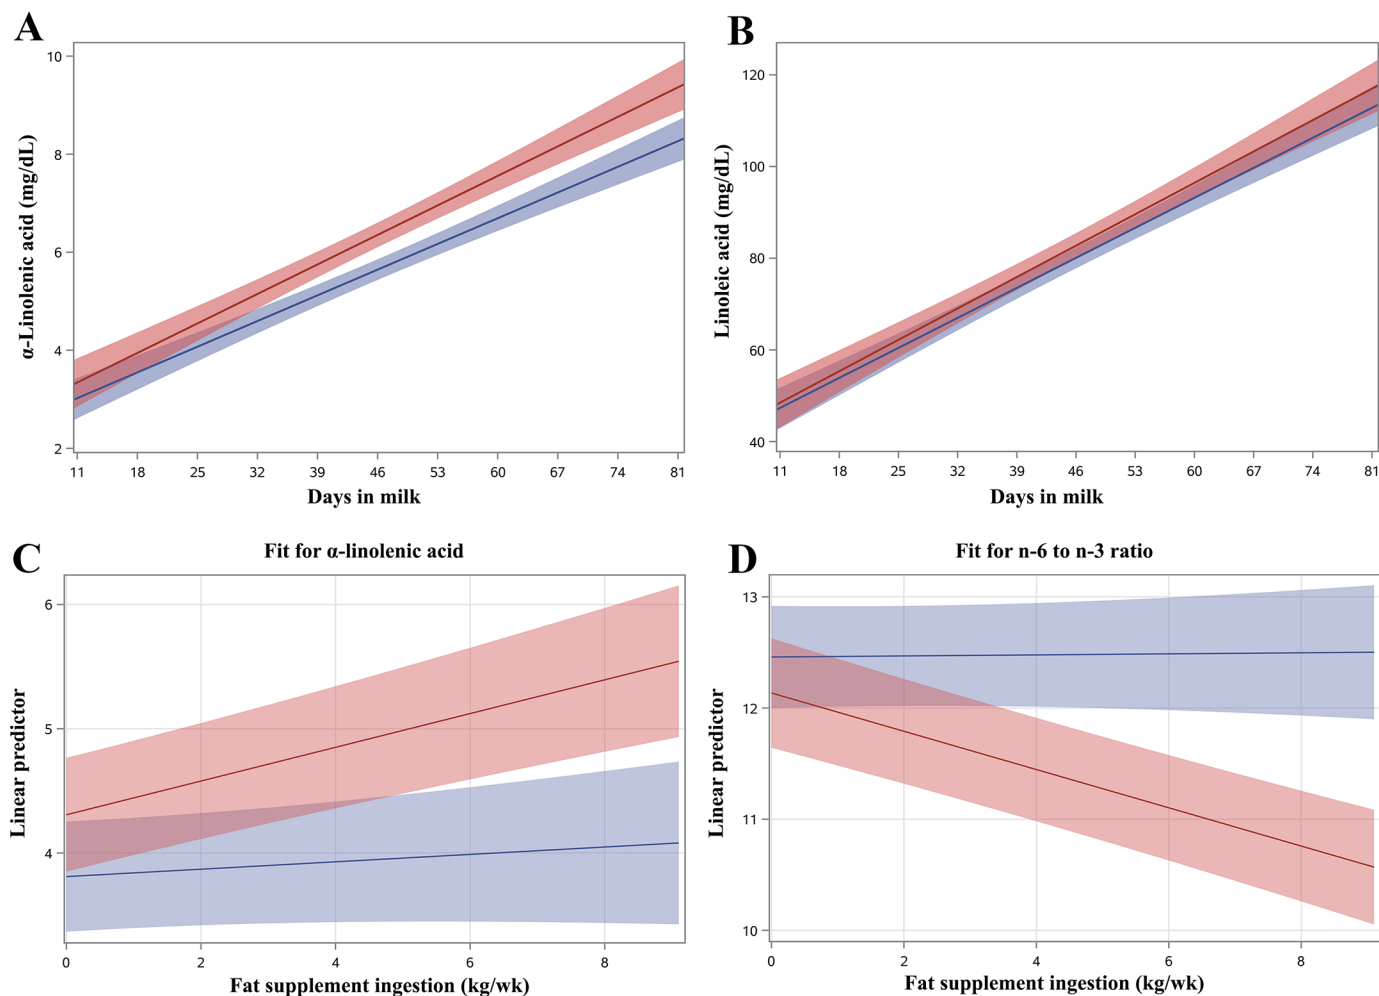 A
10
8
6
4
2
α-Linolenic acid (mg/dL)
11 18 25 32 39 46 53 60 67 74 81
Days in milk
B
120
100
80
60
40
Linoleic acid (mg/dL)
11 18 25 32 39 46 53 60 67 74 81
Days in milk
C
Fit for α-linolenic acid
6
5
4
Linear predictor
0 2 4 6 8
Fat supplement ingestion (kg/wk)
D
Fit for n-6 to n-3 ratio
13
12
11
10
Linear predictor
0 2 4 6 8
Fat supplement ingestion (kg/wk)